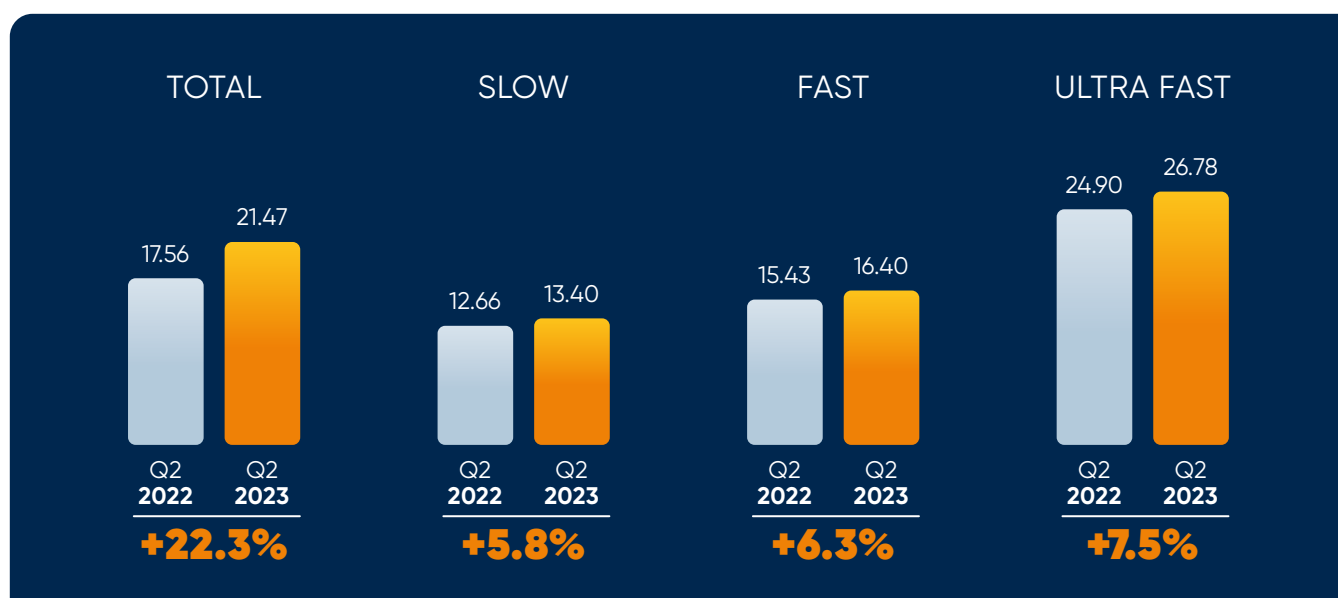 TOTAL
17.56
21.47
Q2
2022
Q2
2023
+22.3%
SLOW
12.66
13.40
Q2
2022
Q2
2023
+5.8%
FAST
15.43
16.40
Q2
2022
Q2
2023
+6.3%
ULTRA FAST
24.90
26.78
Q2
2022
Q2
2023
+7.5%